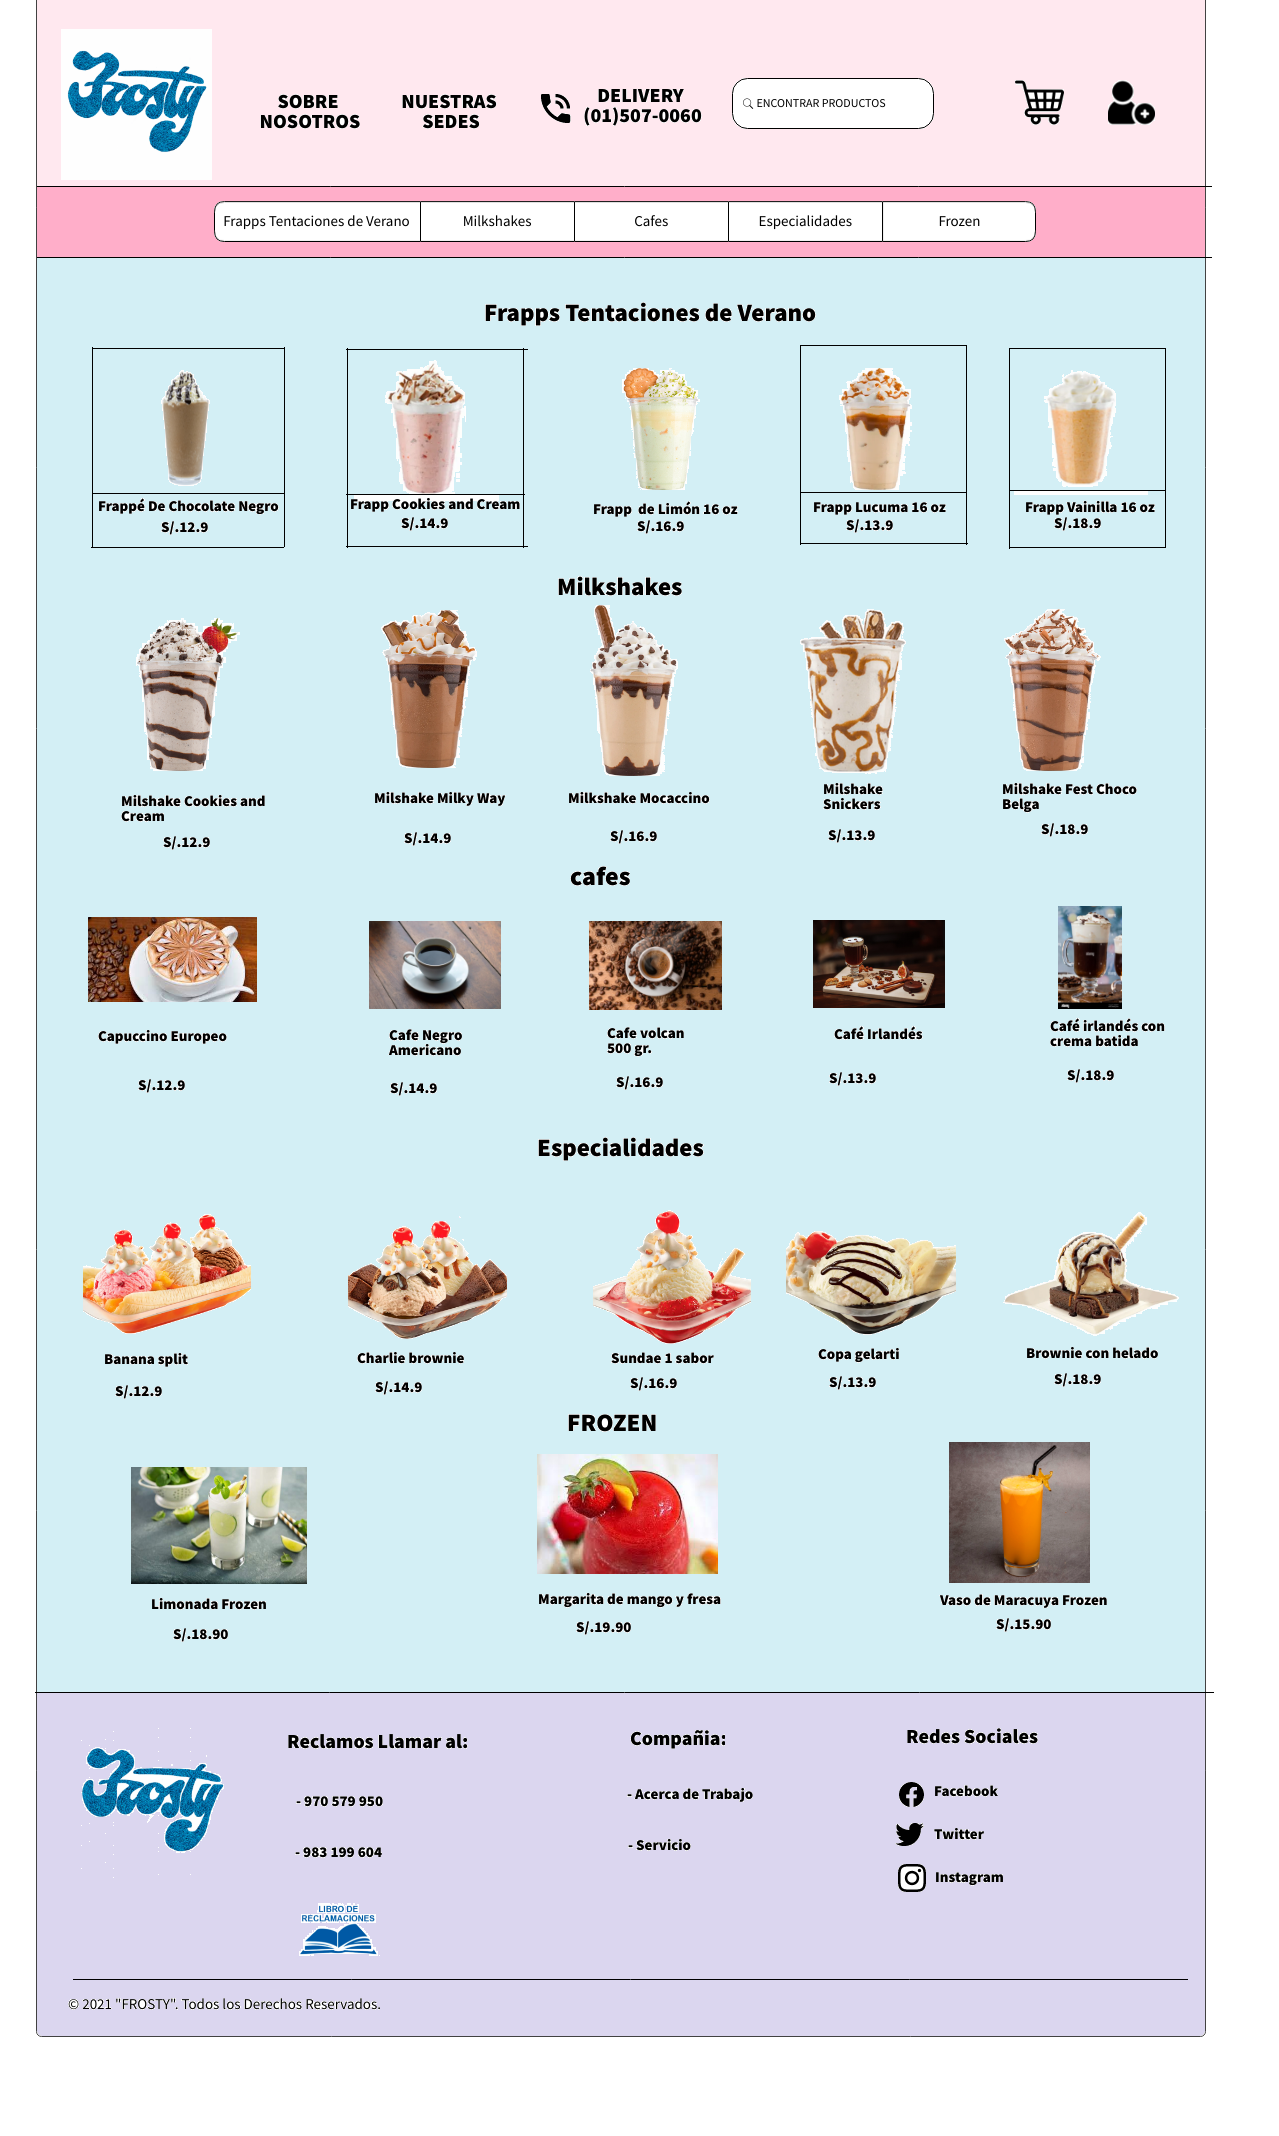 Frosty
SOBRE
NOSOTROS
NUESTRAS
SEDES
DELIVERY
(01)507-0060
ENCONTRAR PRODUCTOS
Frapps Tentaciones de Verano
Milkshakes
Cafes
Especialidades
Frozen
Frapps Tentaciones de Verano
Frappé De Chocolate Negro
S/.12.9
Frapp Cookies and Cream
S/.14.9
Frapp  de Limón 16 oz
S/.16.9
Frapp Lucuma 16 oz
S/.13.9
Frapp Vainilla 16 oz
S/.18.9
Milkshakes
Milshake Cookies and
Cream
S/.12.9
Milshake Milky Way
S/.14.9
Milkshake Mocaccino
S/.16.9
Milshake
Snickers
S/.13.9
Milshake Fest Choco
Belga
S/.18.9
cafes
Capuccino Europeo
S/.12.9
Cafe Negro
Americano
S/.14.9
Cafe volcan
500 gr.
S/.16.9
Café Irlandés
S/.13.9
Café irlandés con
crema batida
S/.18.9
Especialidades
Banana split
S/.12.9
Charlie brownie
S/.14.9
Sundae 1 sabor
S/.16.9
Copa gelarti
S/.13.9
Brownie con helado
S/.18.9
FROZEN
Limonada Frozen
S/.18.90
Margarita de mango y fresa
S/.19.90
Vaso de Maracuya Frozen
S/.15.90
Frosty
Reclamos Llamar al:
- 970 579 950
- 983 199 604
LIBRO DE
RECLAMACIONES
Compañia:
- Acerca de Trabajo
- Servicio
Redes Sociales
Facebook
Twitter
Instagram
© 2021 "FROSTY". Todos los Derechos Reservados.